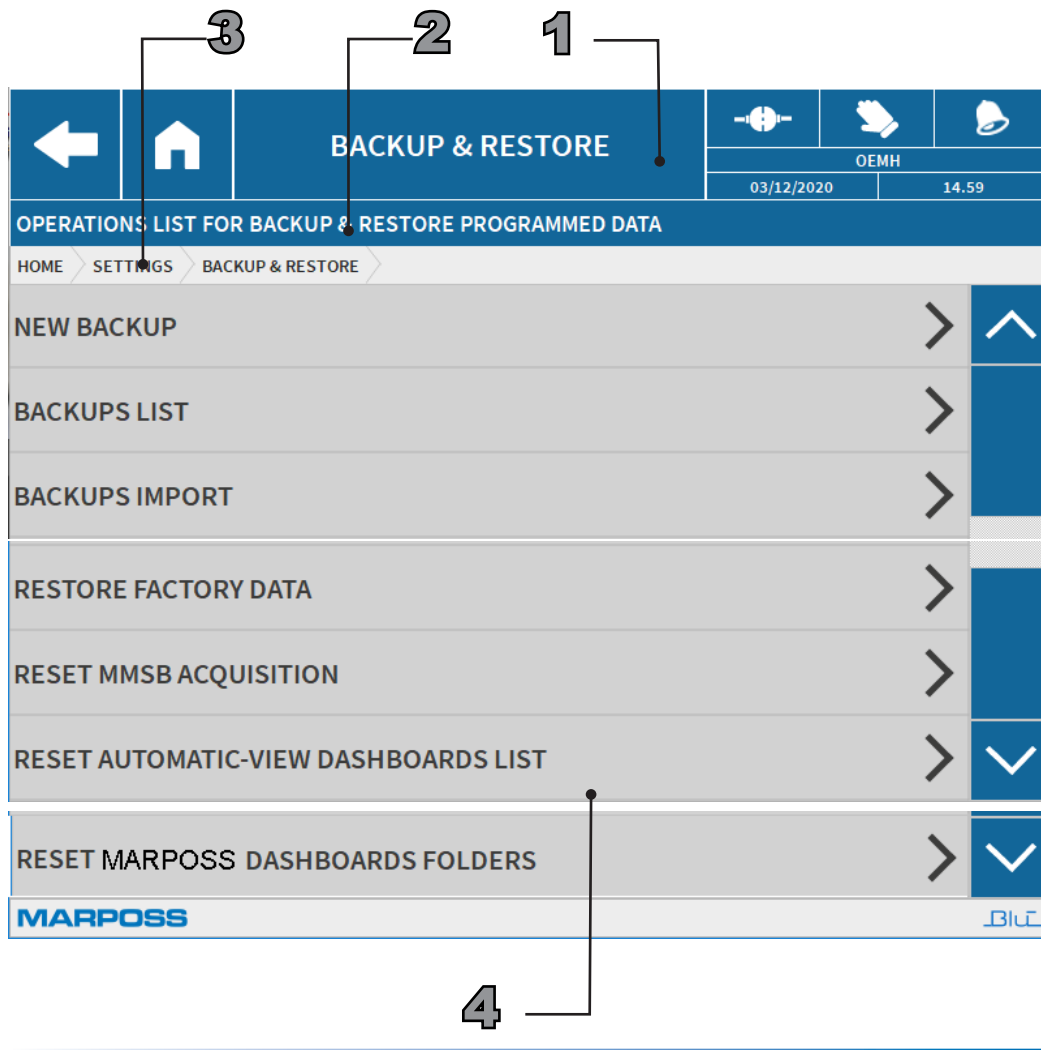 3 2 1
BACKUP & RESTORE
OEMH
03/12/2020 14.59
OPERATIONS LIST FOR BACKUP & RESTORE PROGRAMMED DATA
HOME SETTINGS BACKUP & RESTORE
NEW BACKUP
BACKUPS LIST
BACKUPS IMPORT
RESTORE FACTORY DATA
RESET MMSB ACQUISITION
RESET AUTOMATIC-VIEW DASHBOARDS LIST
RESET MARPOSS DASHBOARDS FOLDERS
MARPOSS Blú
4